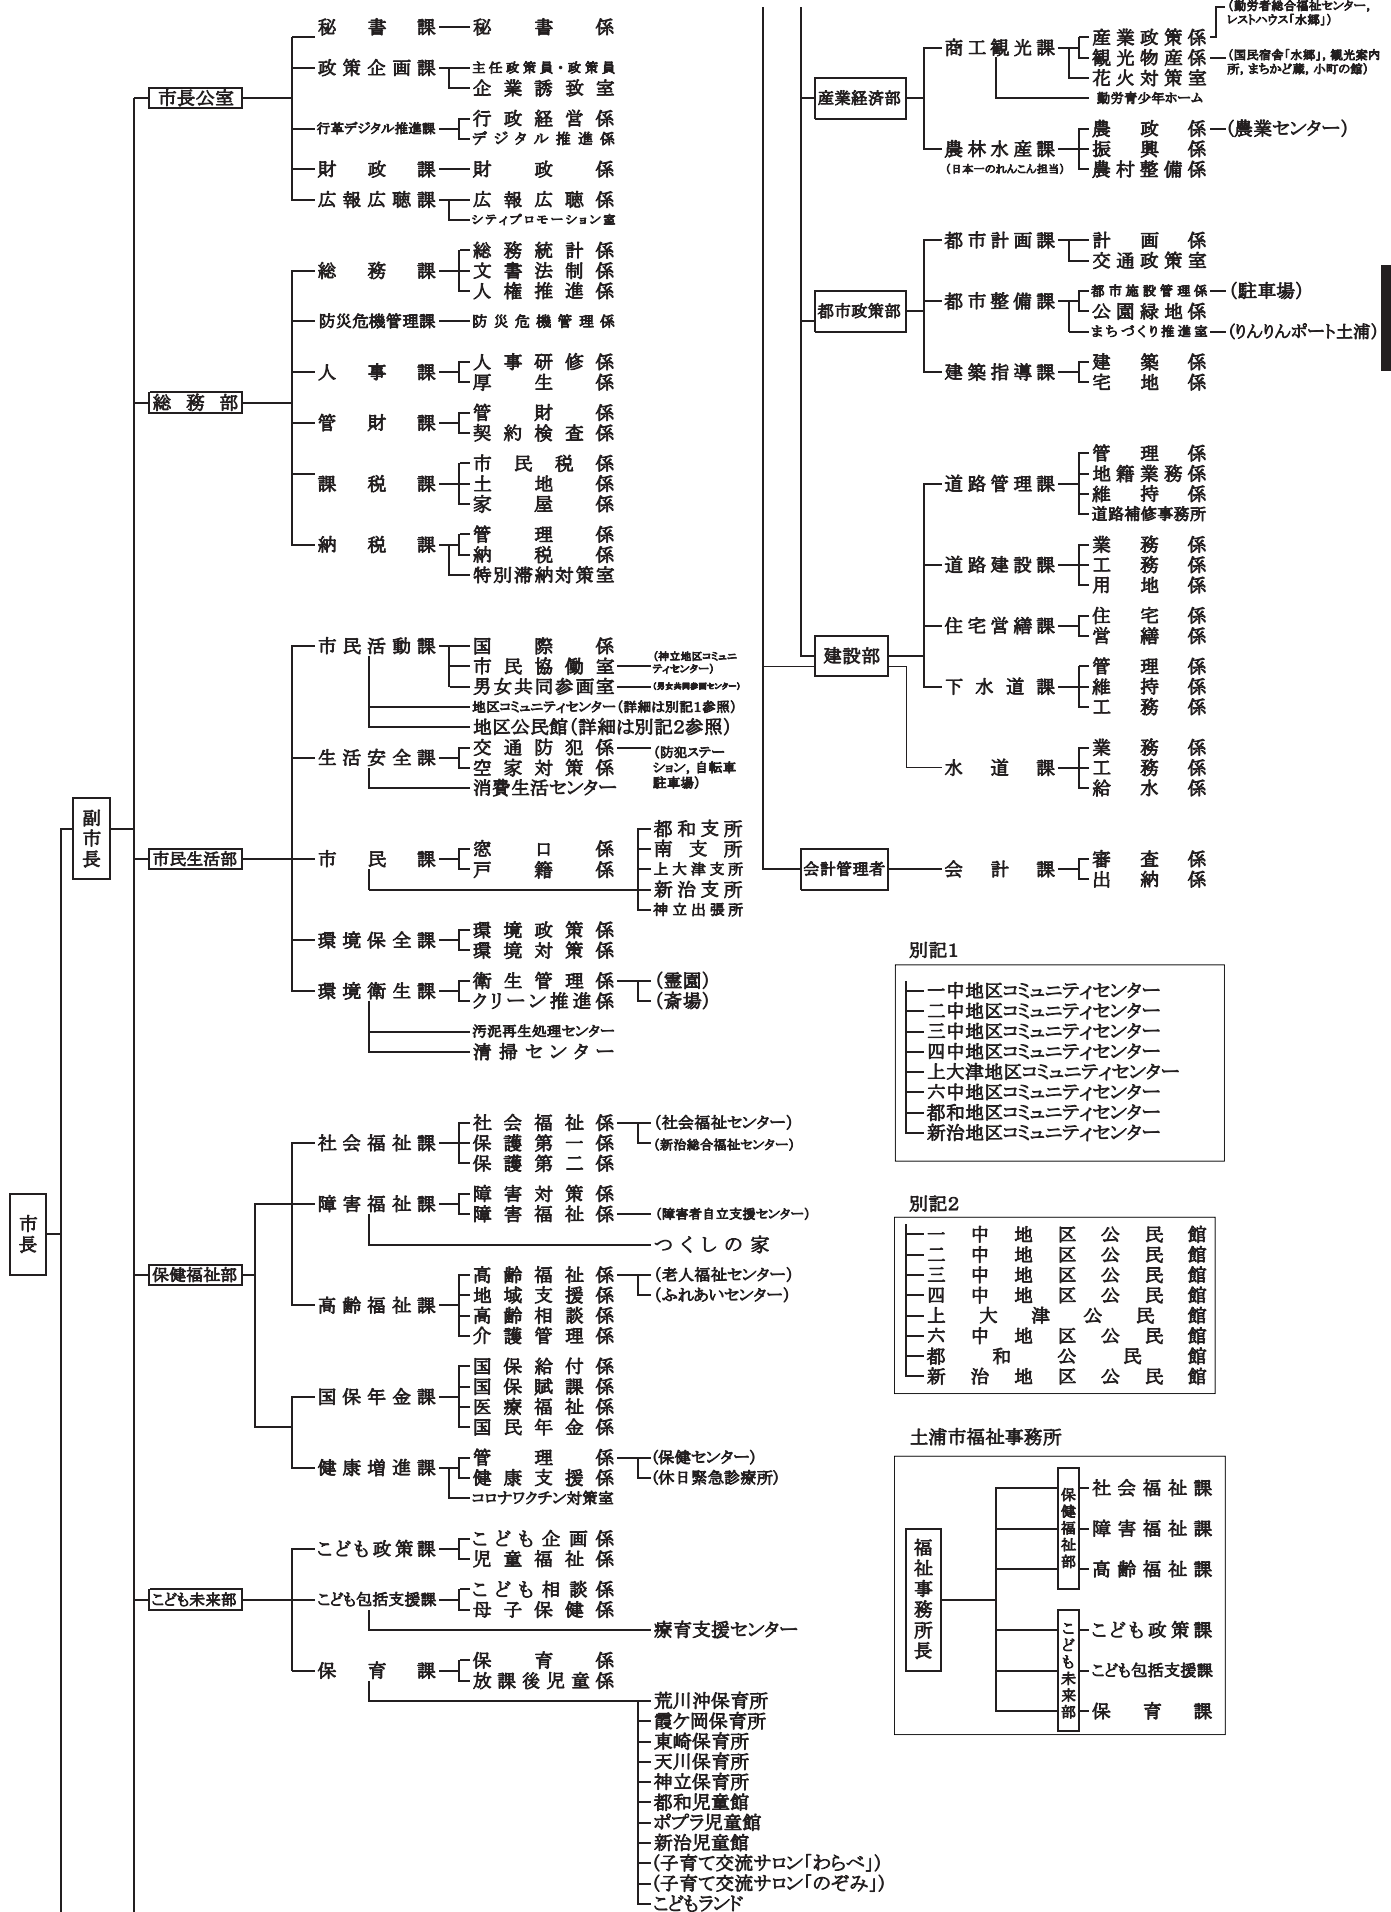 市長
副市長
市長公室
秘書課 秘書係
政策企画課 主任政策員・政策員
企業誘致室
行革デジタル推進課 行政経営係
デジタル推進係
財政課 財政係
広報広聴課 広報広聴係
シティプロモーション室
総務部
総務課 総務統計係
文書法制係
人権推進係
防災危機管理課 防災危機管理係
人事課 人事研修係
厚生係
管財課 管財係
契約検査係
課税課 市民税係
土地係
家屋係
納税課 管理係
納税係
特別滞納対策室
市民生活部
市民活動課 国際係
市民協働室 (神立地区コミュニ
ティセンター)
男女共同参画室 (男女共同参画センター)
地区コミュニティセンター(詳細は別記1参照)
地区公民館(詳細は別記2参照)
生活安全課 交通防犯係 (防犯ステー
ション, 自転車
駐車場)
空家対策係
消費生活センター
市民課 窓口係
戸籍係
都和支所
南支所
上大津支所
新治支所
神立出張所
環境保全課 環境政策係
環境対策係
環境衛生課 衛生管理係 (霊園)
(斎場)
クリーン推進係
汚泥再生処理センター
清掃センター
保健福祉部
社会福祉課 社会福祉係 (社会福祉センター)
(新治総合福祉センター)
保護第一係
保護第二係
障害福祉課 障害対策係
障害福祉係 (障害者自立支援センター)
つくしの家
高齢福祉課 高齢福祉係 (老人福祉センター)
(ふれあいセンター)
地域支援係
高齢相談係
介護管理係
国保年金課 国保給付係
国保賦課係
医療福祉係
国民年金係
健康増進課 管理係 (保健センター)
(休日緊急診療所)
健康支援係
コロナワクチン対策室
こども未来部
こども政策課 こども企画係
児童福祉係
こども包括支援課 こども相談係
母子保健係
療育支援センター
保育課 保育係
放課後児童係
荒川沖保育所
霞ケ岡保育所
東崎保育所
天川保育所
神立保育所
都和児童館
ポプラ児童館
新治児童館
(子育て交流サロン「わらべ」)
(子育て交流サロン「のぞみ」)
こどもランド
産業経済部
商工観光課 産業政策係 (勤労者総合福祉センター,
レストハウス「水郷」)
観光物産係 (国民宿舎「水郷」, 観光案内
所, まちかど蔵, 小町の館)
花火対策室
勤労青少年ホーム
農林水産課 農政係 (農業センター)
(日本一のれんこん担当) 振興係
農村整備係
都市政策部
都市計画課 計画係
交通政策室
都市整備課 都市施設管理係 (駐車場)
公園緑地係
まちづくり推進室 (りんりんポート土浦)
建築指導課 建築係
宅地係
建設部
道路管理課 管理係
地籍業務係
維持係
道路補修事務所
道路建設課 業務係
工務係
用地係
住宅営繕課 住宅係
営繕係
下水道課 管理係
維持係
工務係
水道課 業務係
工務係
給水係
会計管理者 会計課 審査係
出納係
別記1
一中地区コミュニティセンター
二中地区コミュニティセンター
三中地区コミュニティセンター
四中地区コミュニティセンター
上大津地区コミュニティセンター
六中地区コミュニティセンター
都和地区コミュニティセンター
新治地区コミュニティセンター
別記2
一中地区公民館
二中地区公民館
三中地区公民館
四中地区公民館
上大津公民館
六中地区公民館
都和公民館
新治地区公民館
土浦市福祉事務所
福祉事務所長
保健福祉部
社会福祉課
障害福祉課
高齢福祉課
こども未来部
こども政策課
こども包括支援課
保育課